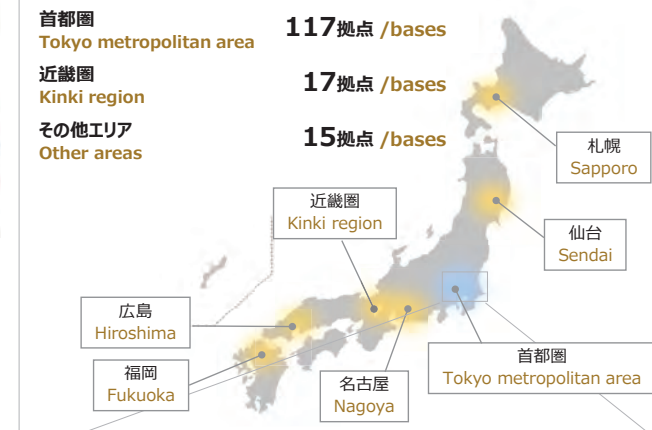 首都圏 117拠点 /bases
Tokyo metropolitan area
近畿圏 17拠点 /bases
Kinki region
その他エリア 15拠点 /bases
Other areas
札幌
Sapporo
近畿圏
Kinki region
仙台
Sendai
広島
Hiroshima
首都圏
Tokyo metropolitan area
福岡
Fukuoka
名古屋
Nagoya